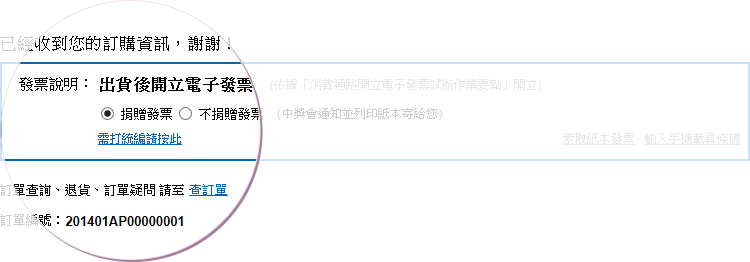 已經收到您的訂購資訊，謝謝！
發票說明： 出貨後開立電子發票 (依據「消費通路開立電子發票試辦作業要點」開立)
捐贈發票 不捐贈發票 (中獎會通知並列印紙本寄給您)
需打統編請按此 索取紙本發票 輸入手機載具條碼
訂單查詢、退貨、訂單疑問 請至 查訂單
訂單編號：201401AP00000001